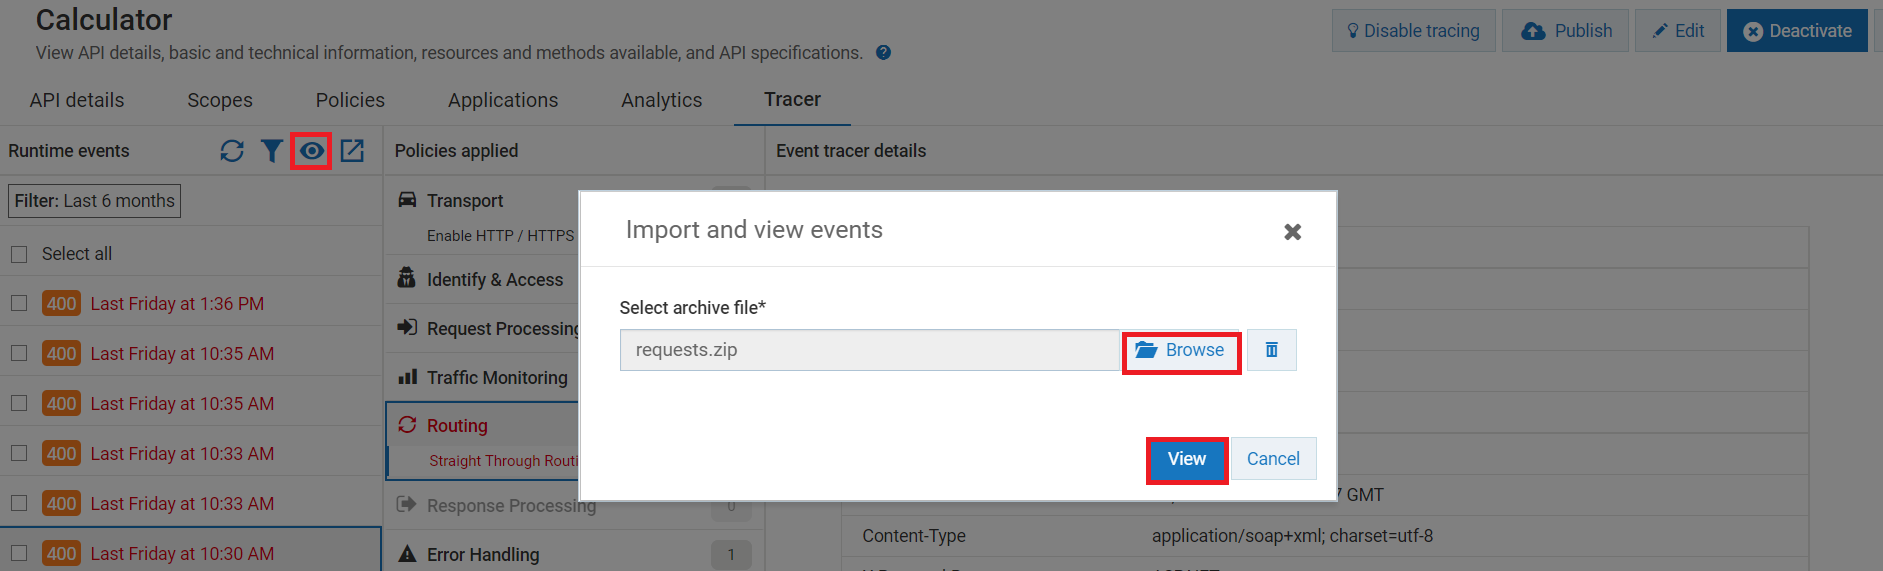 Calculator
View API details, basic and technical information, resources and methods available, and API specifications.
Disable tracing
Publish
Edit
Deactivate
API details
Scopes
Policies
Applications
Analytics
Tracer
Runtime events
Filter: Last 6 months
Select all
400 Last Friday at 1:36 PM
400 Last Friday at 10:35 AM
400 Last Friday at 10:35 AM
400 Last Friday at 10:33 AM
400 Last Friday at 10:33 AM
400 Last Friday at 10:30 AM
Policies applied
Transport
Enable HTTP / HTTPS
Identify & Access
Request Processing
Traffic Monitoring
Routing
Straight Through Routi
Response Processing 0
Error Handling 1
Event tracer details
7 GMT
Content-Type application/soap+xml; charset=utf-8
Import and view events
Select archive file*
requests.zip
Browse
View
Cancel